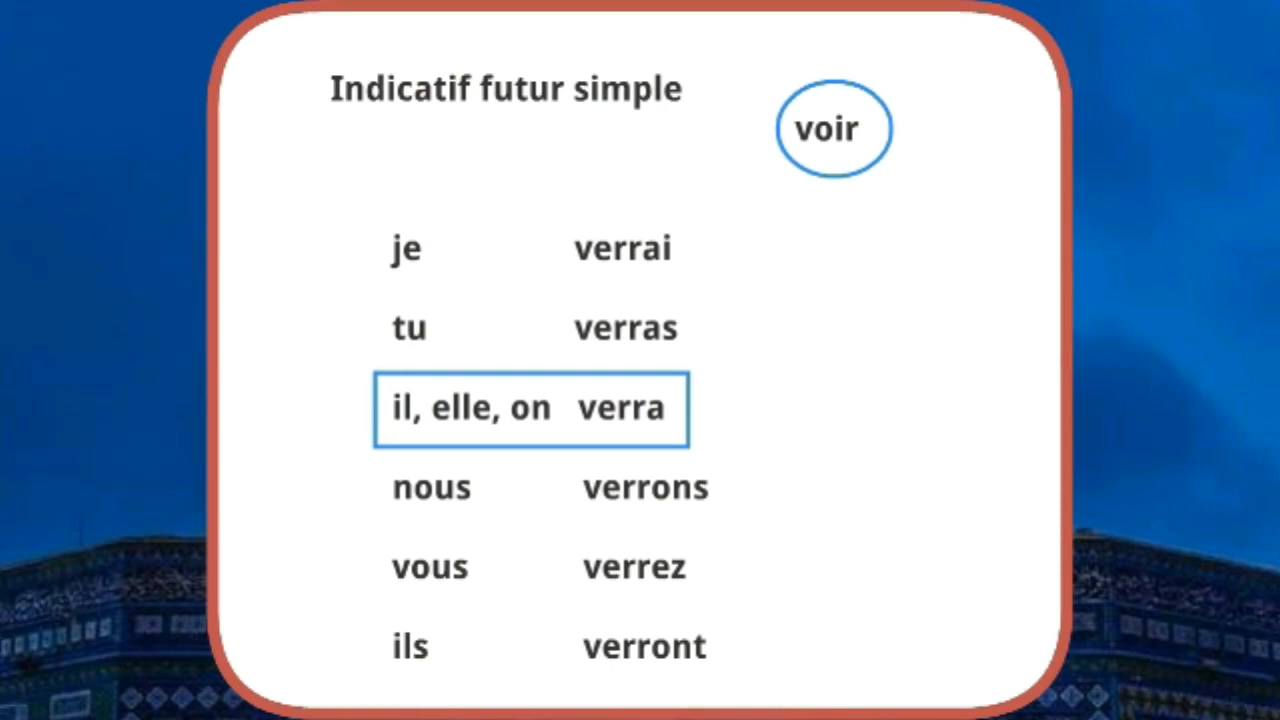 Indicatif futur simple
voir
je verrai
tu verras
il, elle, on verra
nous verrons
vous verrez
ils verront